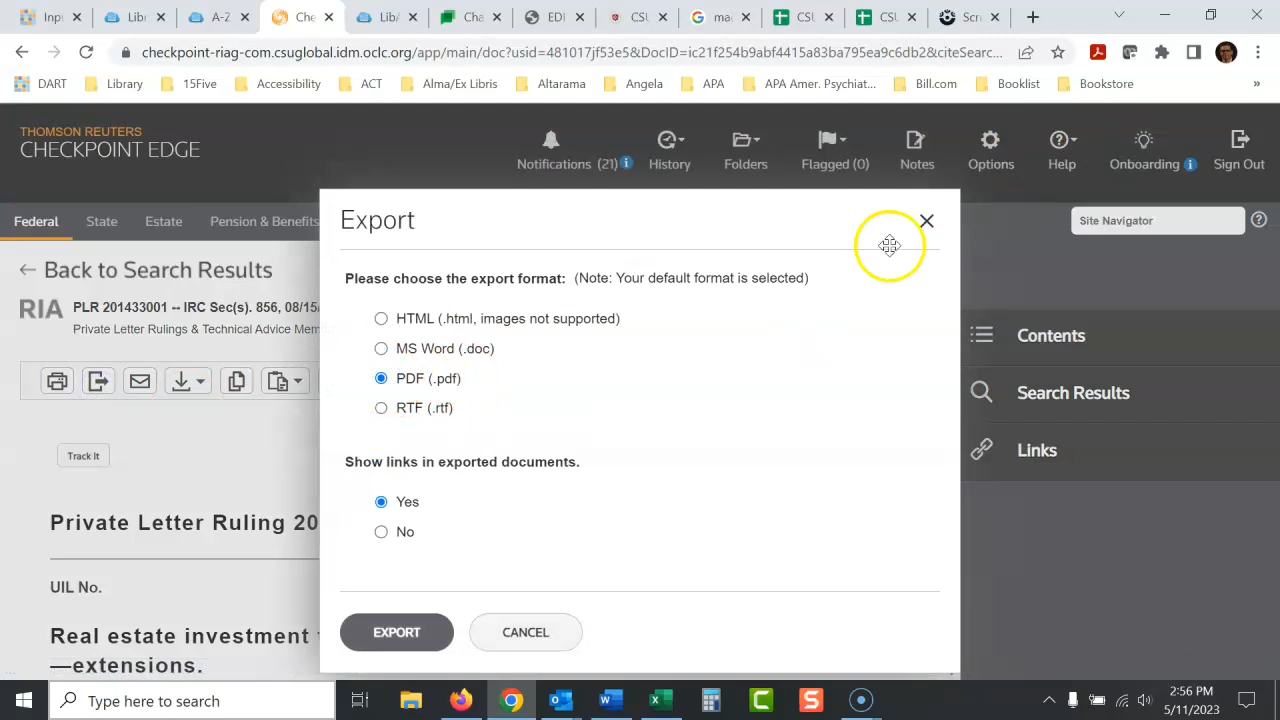 Inp
Libr
A-Z
Che
LibA
Cha
EDI
CSU
ma
CSL
CSL
Scr
checkpoint-riag-com.csuglobal.idm.oclc.org/app/main/doc?usid=481017jf53e5&DocID=ic21f254b9abf4415a83ba795ea9c6db2&citeSearc...
DART Library 15Five Accessibility ACT Alma/Ex Libris Altarama Angela APA APA Amer. Psychiat... Bill.com Booklist Bookstore »
THOMSON REUTERS
CHECKPOINT EDGE
Notifications (21) History Folders Flagged (0) Notes Options Help Onboarding Sign Out
Federal State Estate Pension & Benefits
Site Navigator
Export
Back to Search Results
RIA PLR 201433001 -- IRC Sec(s). 856, 08/15/
Private Letter Rulings & Technical Advice Mem
Please choose the export format: (Note: Your default format is selected)
HTML (.html, images not supported)
MS Word (.doc)
PDF (.pdf)
RTF (.rtf)
Show links in exported documents.
Yes
No
EXPORT CANCEL
Contents
Search Results
Links
Track It
Private Letter Ruling 20
UIL No.
Real estate investment
—extensions.
Type here to search
2:56 PM
5/11/2023